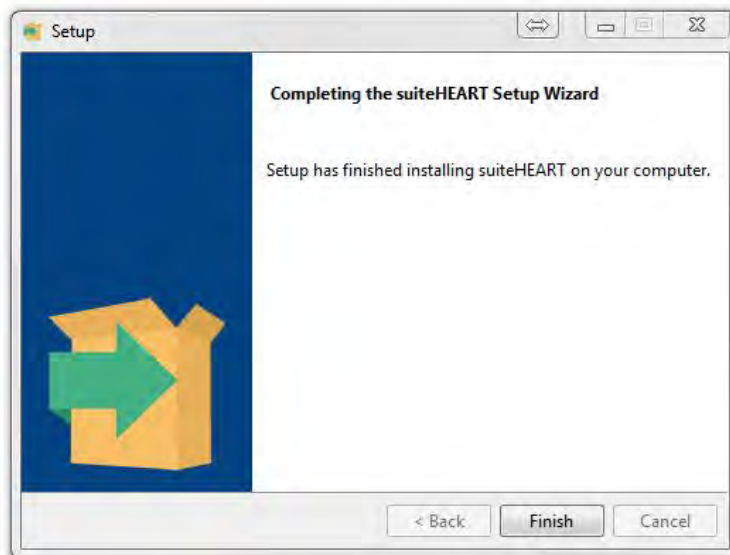 Setup
Completing the suiteHEART Setup Wizard
Setup has finished installing suiteHEART on your computer.
< Back
Finish
Cancel